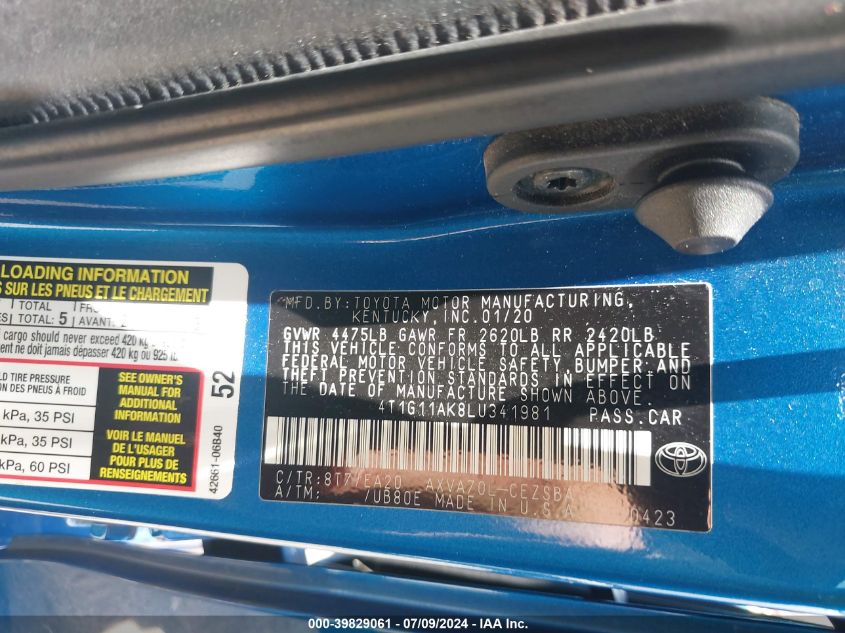 LOADING INFORMATION
SUR LES PNEUS ET LE CHARGEMENT
TOTAL
TOTAL: 5 AVANT:
cargo should never exceed 420 kg
ent ne doit jamais dépasser 420 kg ou 925
LD TIRE PRESSURE
ON DES PNEUS À FROID
kPa, 35 PSI
kPa, 35 PSI
kPa, 60 PSI
SEE OWNER'S
MANUAL FOR
ADDITIONAL
INFORMATION
VOIR LE MANUEL
DE L'USAGER
POUR PLUS DE
RENSEIGNEMENTS
52
42661-06B40
MFD.BY: TOYOTA MOTOR MANUFACTURING,
KENTUCKY, INC. 01/20
GVWR 4475LB GAWR FR 2620LB RR 2420LB
THIS VEHICLE CONFORMS TO ALL APPLICABLE
FEDERAL MOTOR VEHICLE SAFETY, BUMPER, AND
THEFT PREVENTION STANDARDS IN EFFECT ON
THE DATE OF MANUFACTURE SHOWN ABOVE.
4T1G11AK8LU341981 PASS.CAR
C/TR: 8T7/EA20 AXVA70L-CEZSBA
A/TM: /UB80E MADE IN U.S.A.
0423
TOYOTA
000-39829061 / 07/09/2024 - IAA Inc.